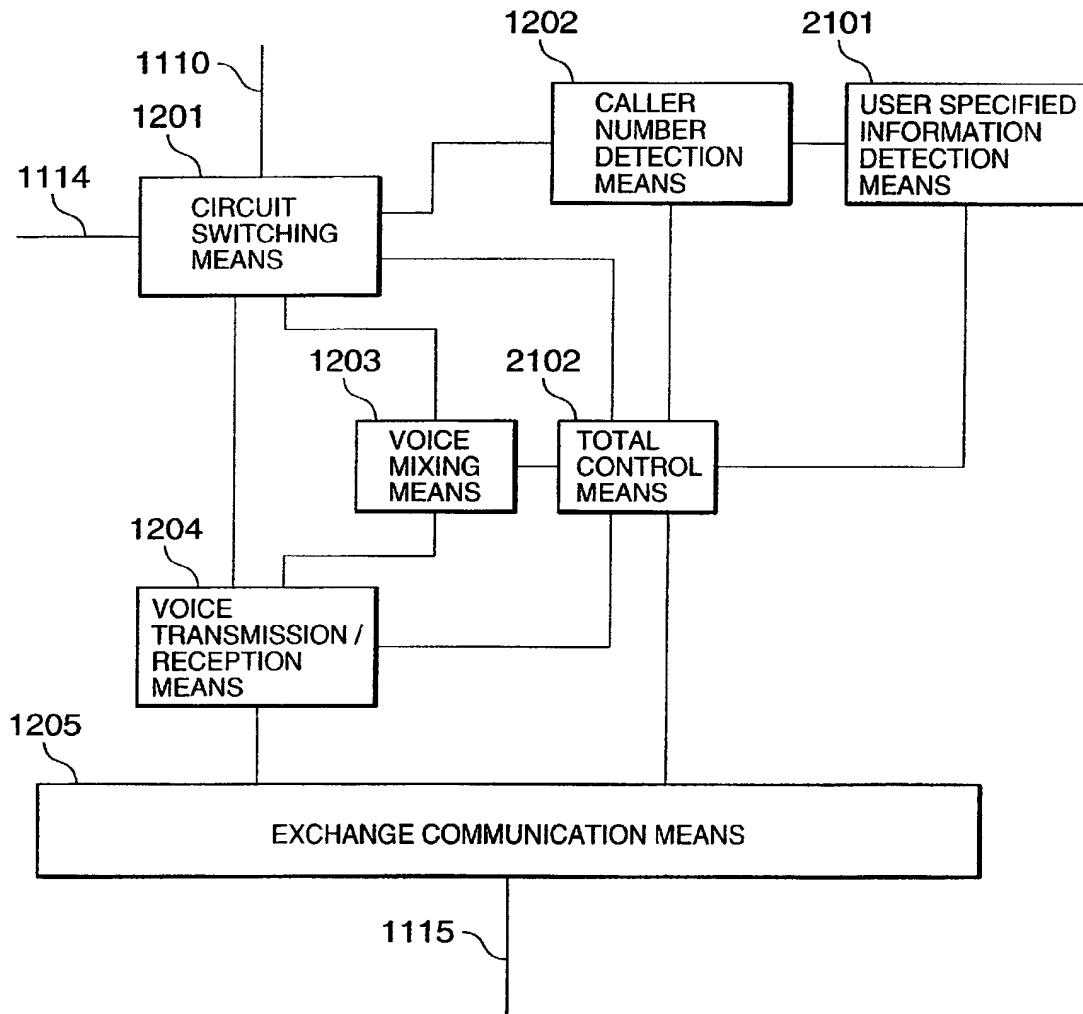 1202
2101
1110
1201
1114
CALLER
NUMBER
DETECTION
MEANS
USER SPECIFIED
INFORMATION
DETECTION
MEANS
CIRCUIT
SWITCHING
MEANS
1203
2102
VOICE
MIXING
MEANS
TOTAL
CONTROL
MEANS
1204
VOICE
TRANSMISSION /
RECEPTION
MEANS
1205
EXCHANGE COMMUNICATION MEANS
1115